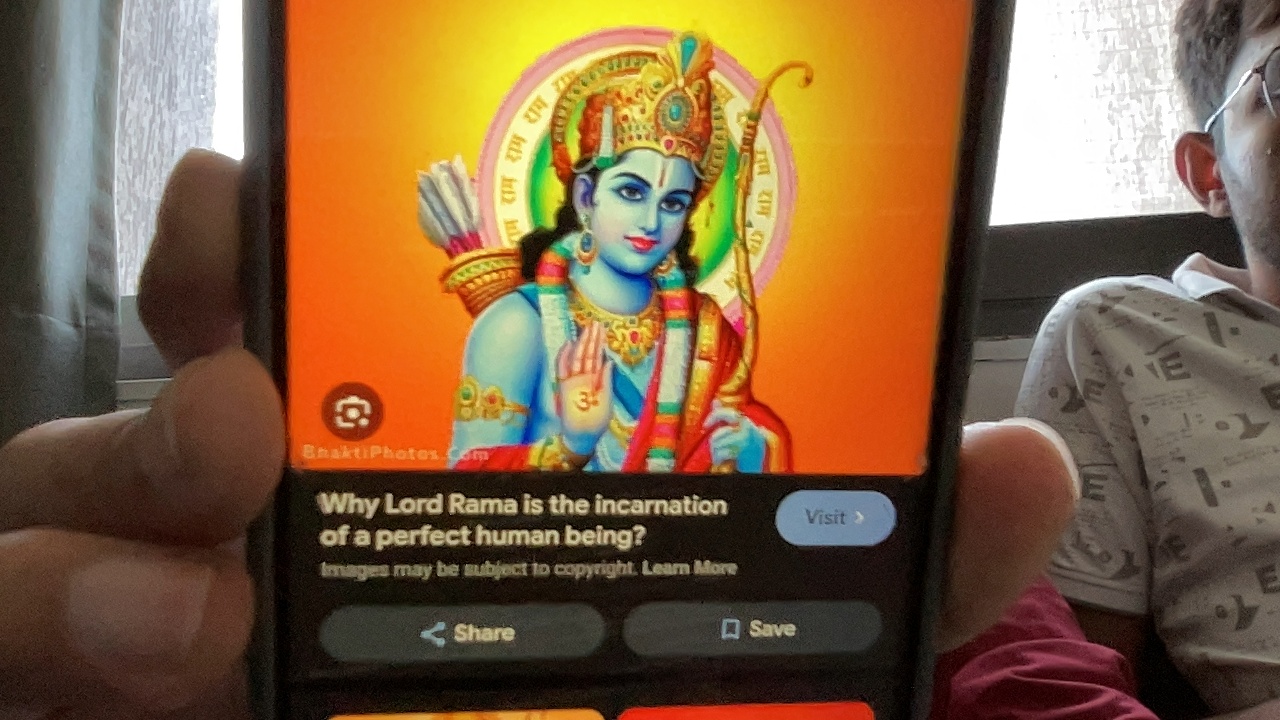 राम राम राम राम
ॐ
BhaktiPhotos.Com
Why Lord Rama is the incarnation
of a perfect human being?
Visit >
Images may be subject to copyright. Learn More
Share
Save